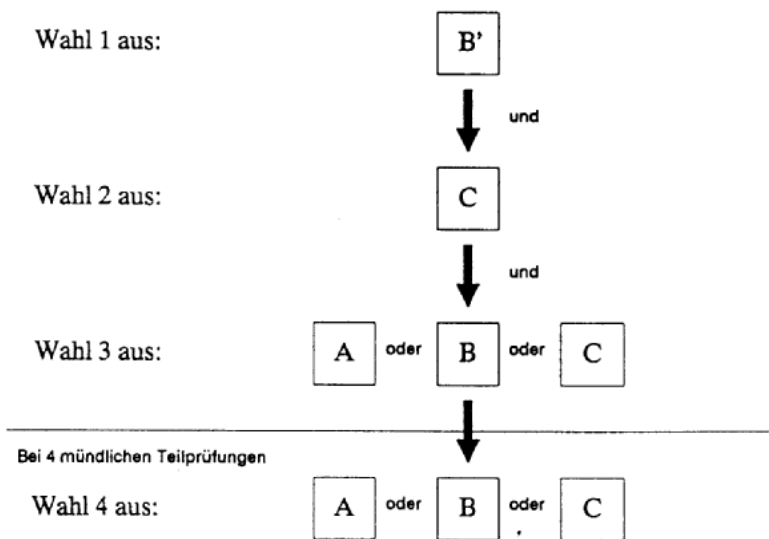 Wahl 1 aus: B'
und
Wahl 2 aus: C
und
Wahl 3 aus: A oder B oder C
Bei 4 mündlichen Teilprüfungen
Wahl 4 aus: A oder B oder C